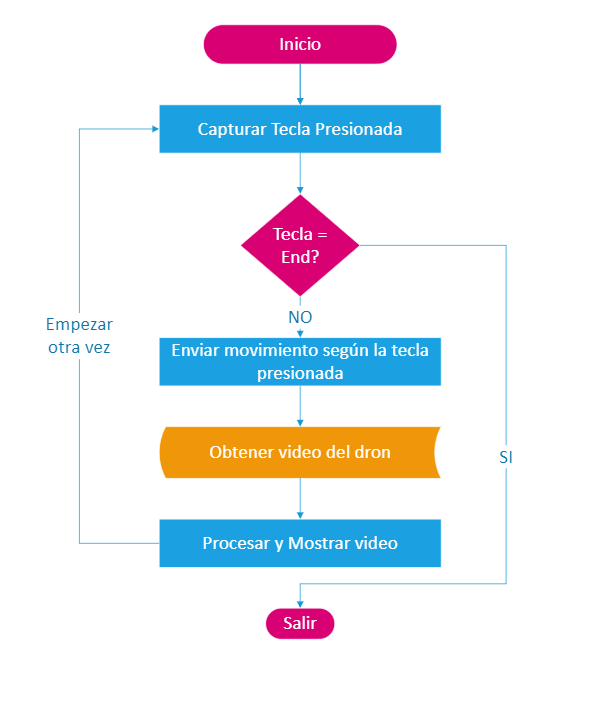 Inicio
Capturar Tecla Presionada
Tecla =
End?
NO
Empezar
otra vez
Enviar movimiento según la tecla
presionada
Obtener video del dron
SI
Procesar y Mostrar video
Salir